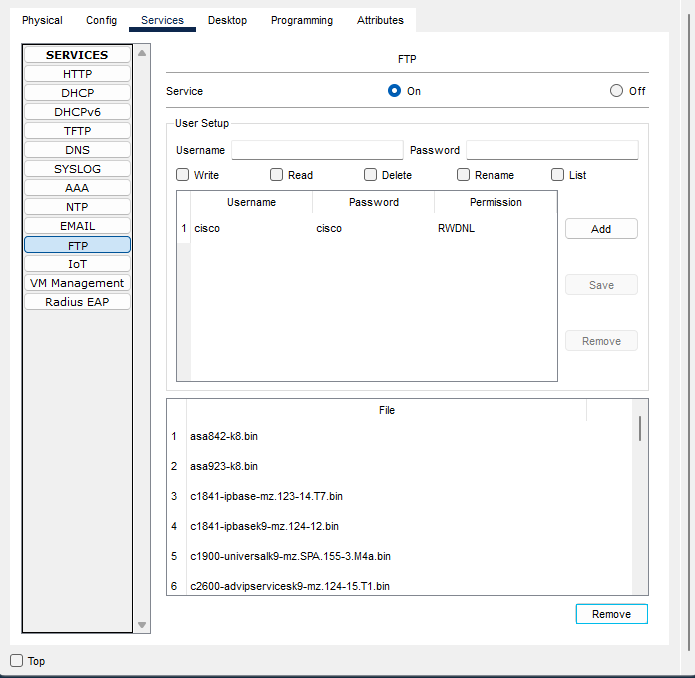 Physical Config Services Desktop Programming Attributes
SERVICES
HTTP
DHCP
DHCPv6
TFTP
DNS
SYSLOG
AAA
NTP
EMAIL
FTP
IoT
VM Management
Radius EAP
FTP
Service On Off
User Setup
Username Password
Write Read Delete Rename List
Username Password Permission
1 cisco cisco RWDNL
Add
Save
Remove
File
1 asa842-k8.bin
2 asa923-k8.bin
3 c1841-ipbase-mz.123-14.T7.bin
4 c1841-ipbasek9-mz.124-12.bin
5 c1900-universalk9-mz.SPA.155-3.M4a.bin
6 c2600-advipservicesk9-mz.124-15.T1.bin
Remove
Top